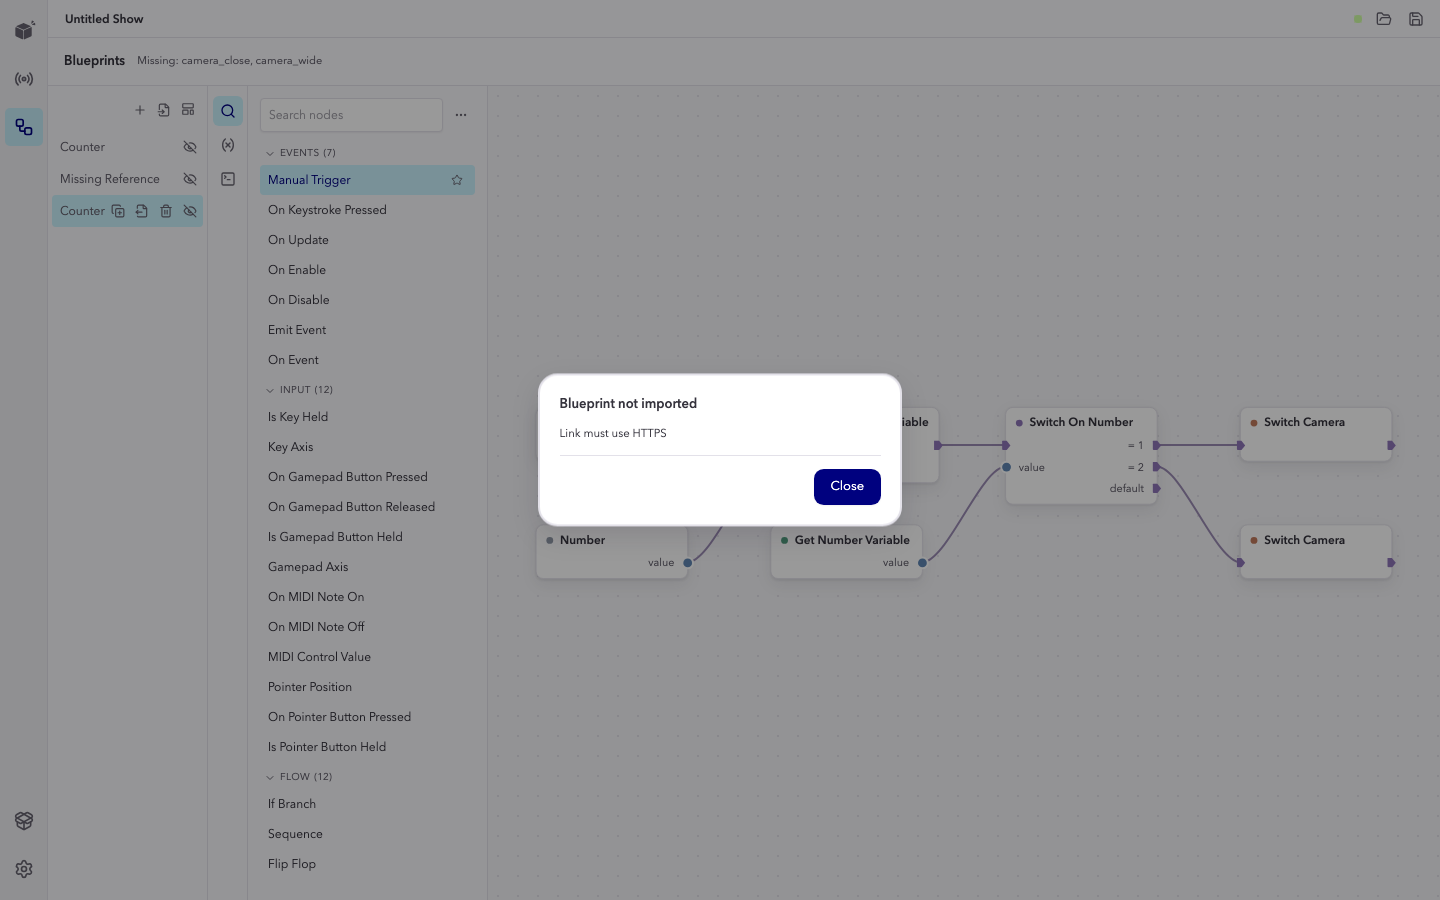 Untitled Show
Blueprints
Missing: camera_close, camera_wide
Counter
Missing Reference
Counter
Search nodes
EVENTS (7)
Manual Trigger
On Keystroke Pressed
On Update
On Enable
On Disable
Emit Event
On Event
INPUT (12)
Is Key Held
Key Axis
On Gamepad Button Pressed
On Gamepad Button Released
Is Gamepad Button Held
Gamepad Axis
On MIDI Note On
On MIDI Note Off
MIDI Control Value
Pointer Position
On Pointer Button Pressed
Is Pointer Button Held
FLOW (12)
If Branch
Sequence
Flip Flop
Blueprint not imported
Link must use HTTPS
Close
iable
Number
value
Get Number Variable
value
Switch On Number
= 1
value
= 2
default
Switch Camera
Switch Camera